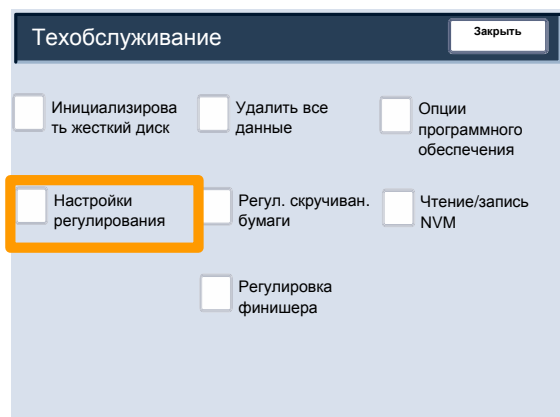 Техобслуживание
Закрыть
Инициализирова
ть жесткий диск
Удалить все
данные
Опции
программного
обеспечения
Настройки
регулирования
Регул. скручиван.
бумаги
Чтение/запись
NVM
Регулировка
финишера